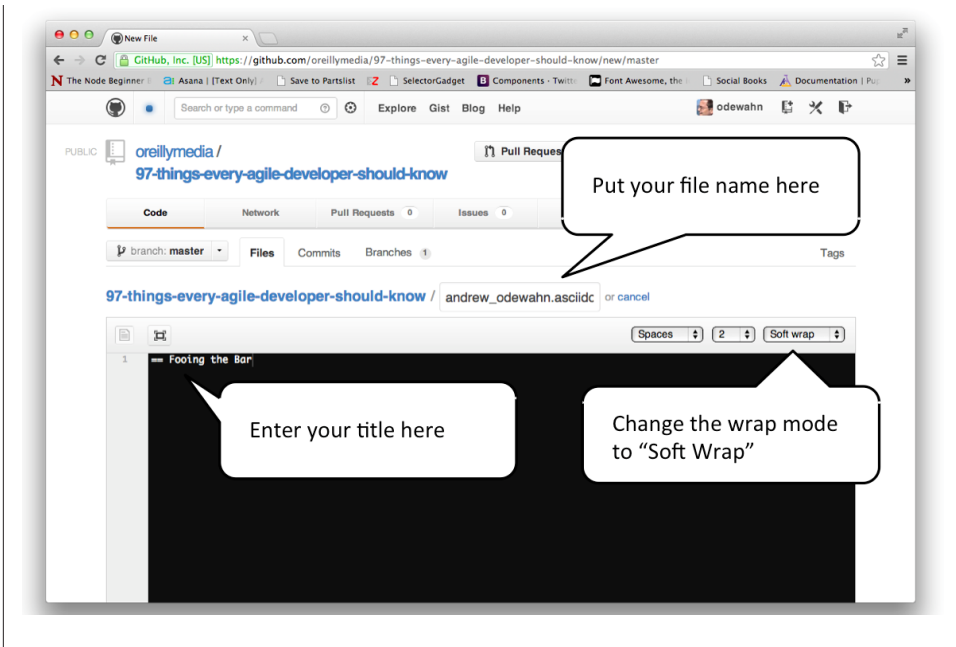 New File
GitHub, Inc. [US] https://github.com/oreillymedia/97-things-every-agile-developer-should-know/new/master
The Node Beginner
Asana | [Text Only]
Save to Partslist
SelectorGadget
Components · Twitt
Font Awesome, the
Social Books
Documentation | Pu
»
Search or type a command
Explore Gist Blog Help
odewahn
PUBLIC
oreillymedia /
97-things-every-agile-developer-should-know
Pull Reques
Put your file name here
Code Network Pull Requests 0 Issues 0
branch: master Files Commits Branches 1 Tags
97-things-every-agile-developer-should-know / andrew_odewahn.asciidc or cancel
Spaces 2 Soft wrap
1 == Fooing the Bar
Enter your title here
Change the wrap mode
to “Soft Wrap”